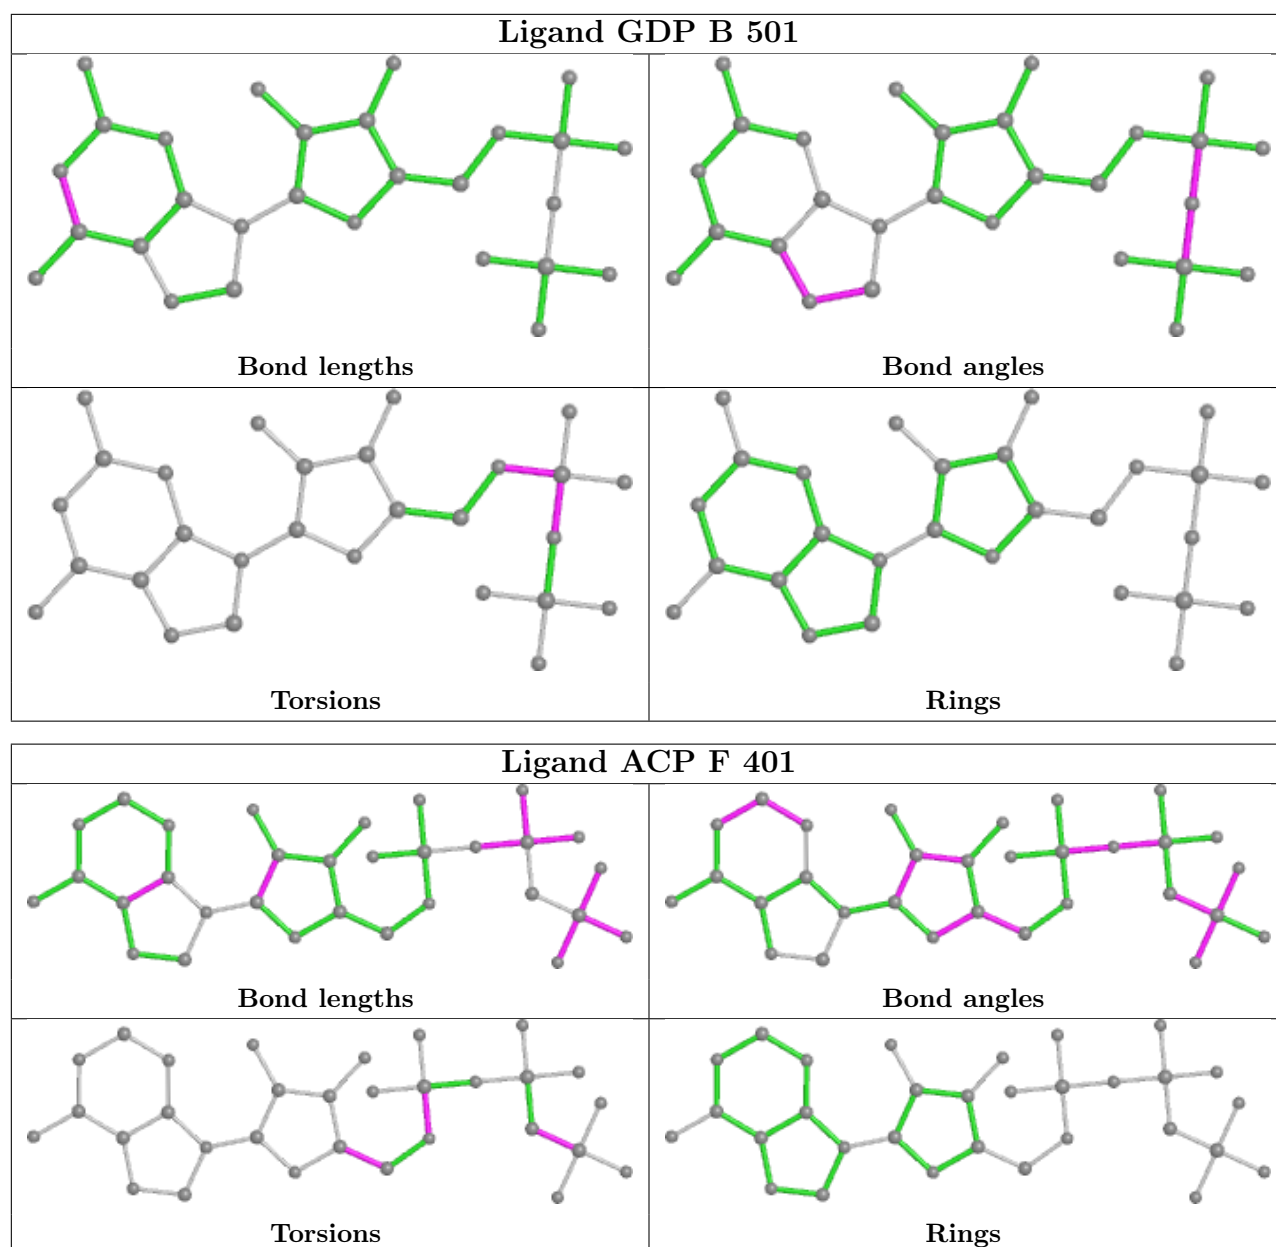 Ligand GDP B 501
Bond lengths
Bond angles
Torsions
Rings
Ligand ACP F 401
Bond lengths
Bond angles
Torsions
Rings